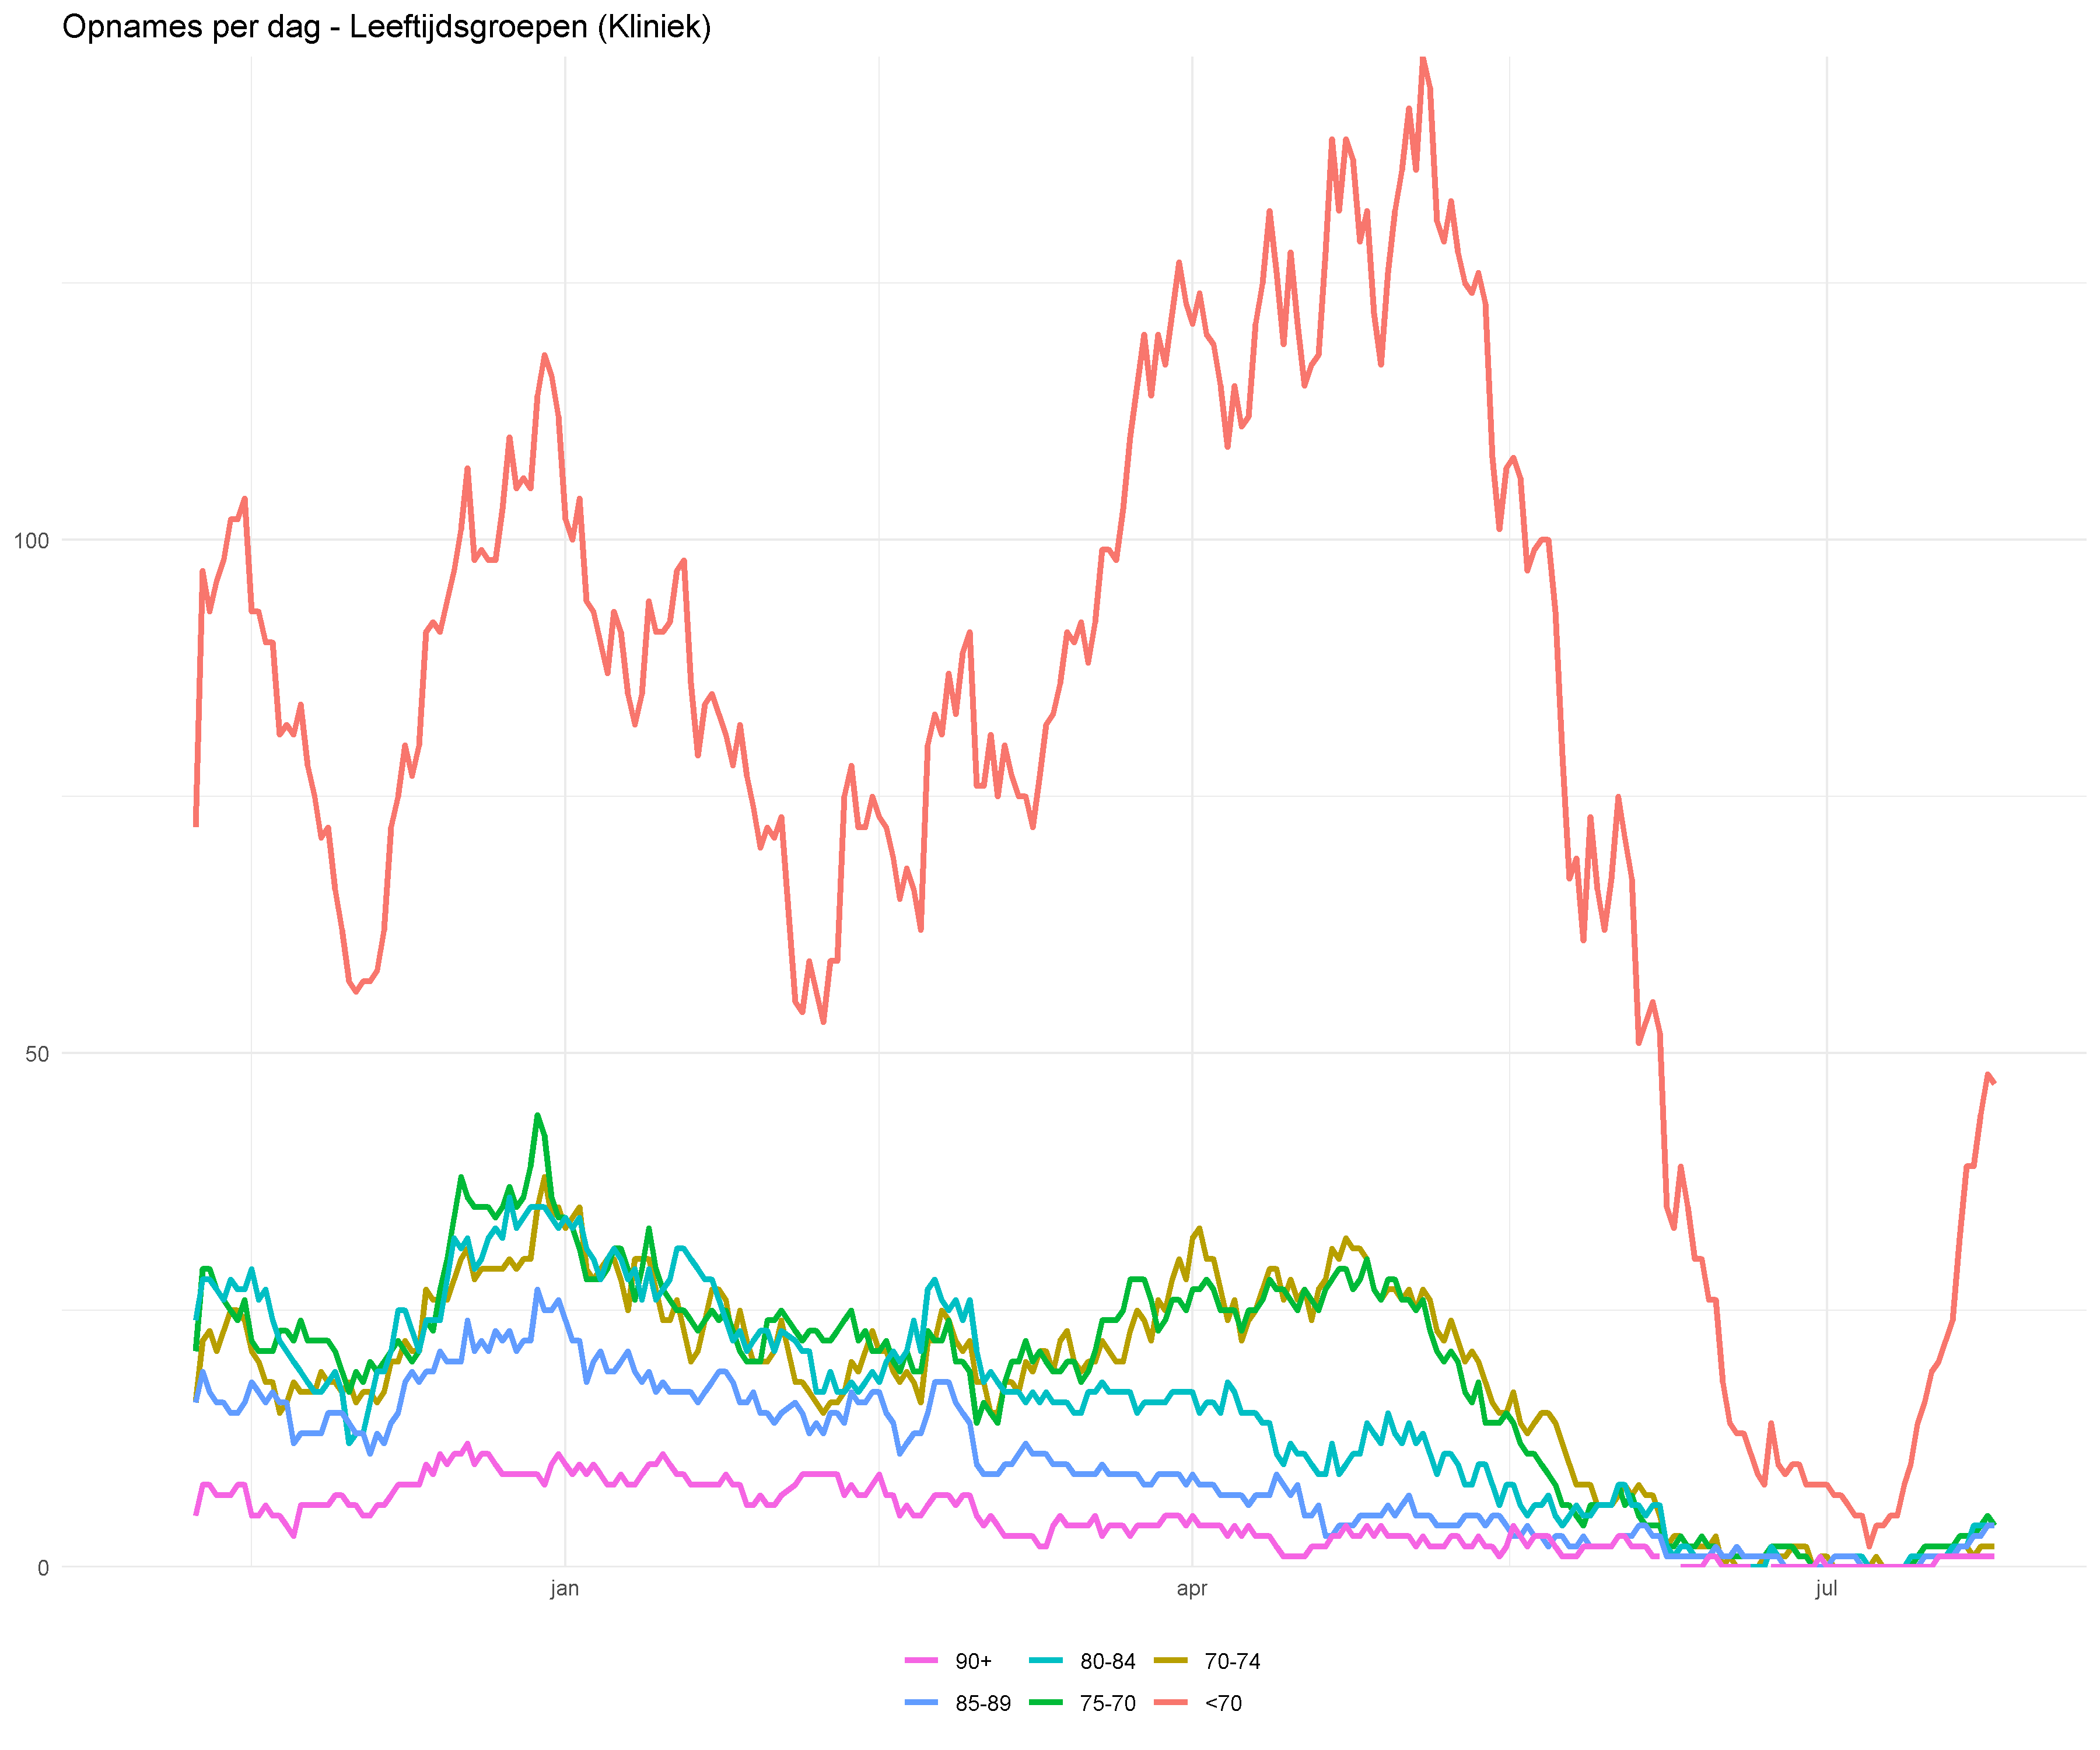 Opnames per dag - Leeftijdsgroepen (Kliniek)
100
50
0
jan apr jul
90+ 80-84 70-74
85-89 75-70 <70